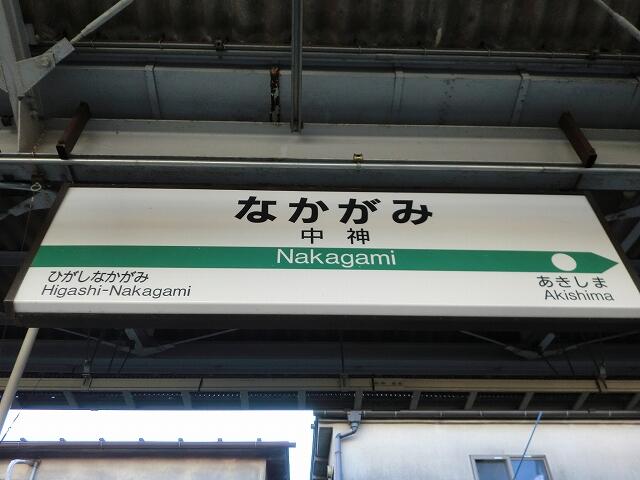 なかがみ
中神
Nakagami
ひがしなかがみ
Higashi-Nakagami
あきしま
Akishima